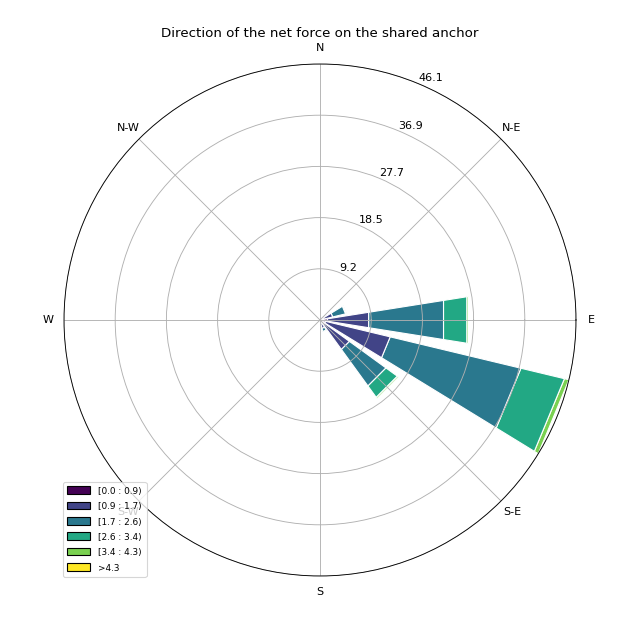 Direction of the net force on the shared anchor
N
46.1
N-W
36.9
N-E
27.7
18.5
9.2
W
E
[0.0 : 0.9)
[0.9 : 1.7)
S-W
S-E
[1.7 : 2.6)
[2.6 : 3.4)
[3.4 : 4.3)
>4.3
S